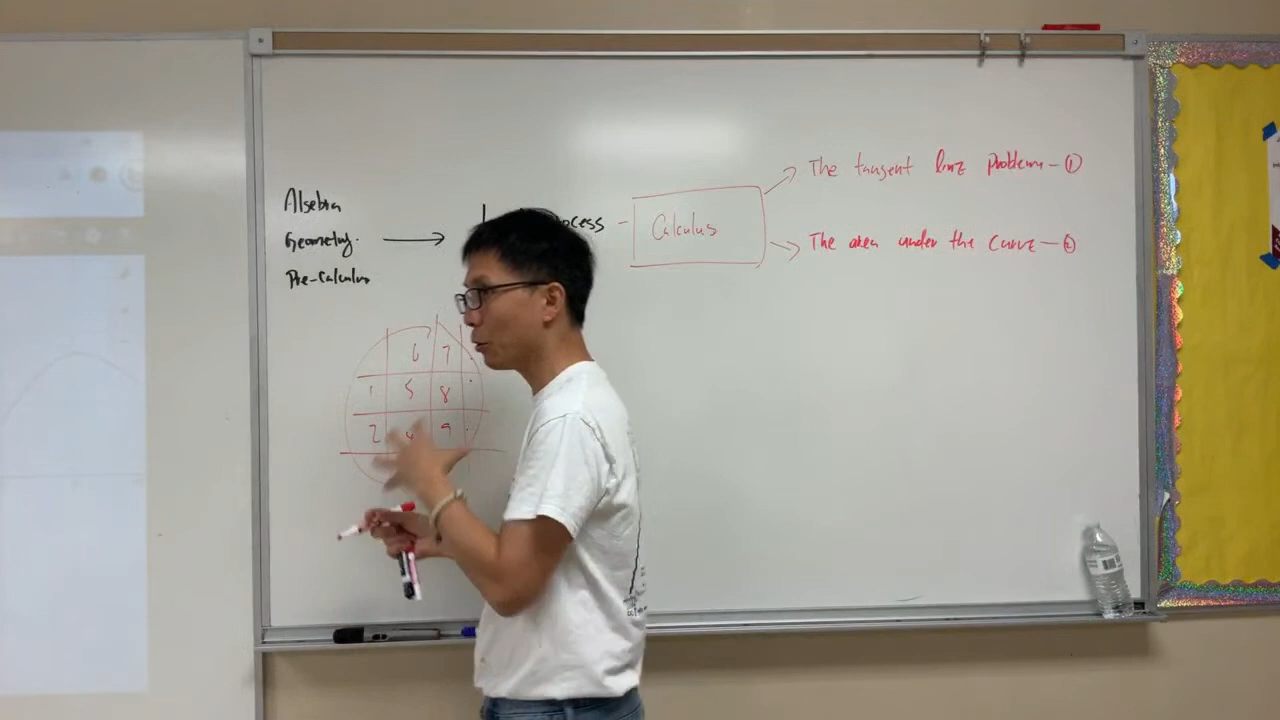 Algebra
Geometry.
Pre-Calculus
Calculus
The tangent line problem - ①
The area under the curve - ②
6 7
1 5 8
2 4 9